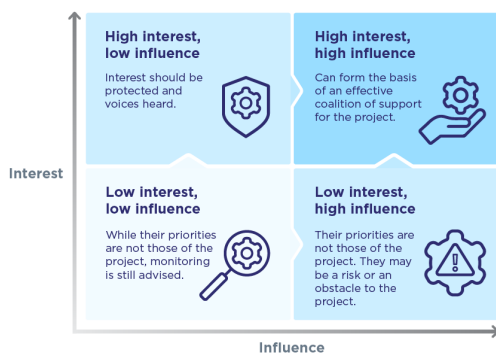 High interest,
low influence
Interest should be
protected and
voices heard.
High interest,
high influence
Can form the basis
of an effective
coalition of support
for the project.
Interest
Low interest,
low influence
While their priorities
are not those of the
project, monitoring
is still advised.
Low interest,
high influence
Their priorities are
not those of the
project. They may
be a risk or an
obstacle to the
project.
Influence